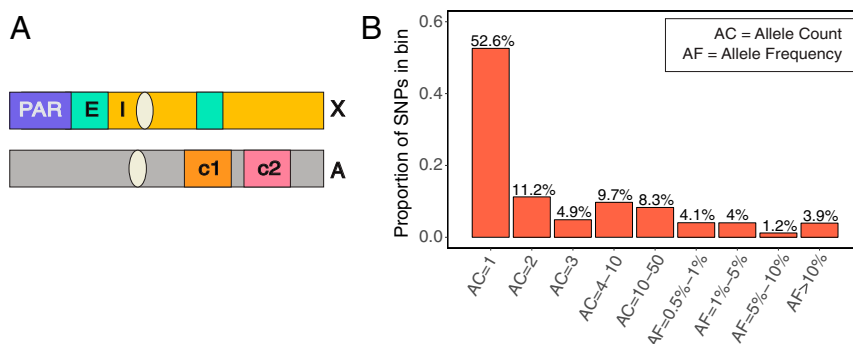 A
PAR E I X
c1 c2 A
B
AC = Allele Count
AF = Allele Frequency
Proportion of SNPs in bin
0.6
0.4
0.2
0.0
52.6%
11.2%
4.9%
9.7%
8.3%
4.1%
4%
1.2%
3.9%
AC=1
AC=2
AC=3
AC=4−10
AC=10−50
AF=0.5%−1%
AF=1%−5%
AF=5%−10%
AF>10%